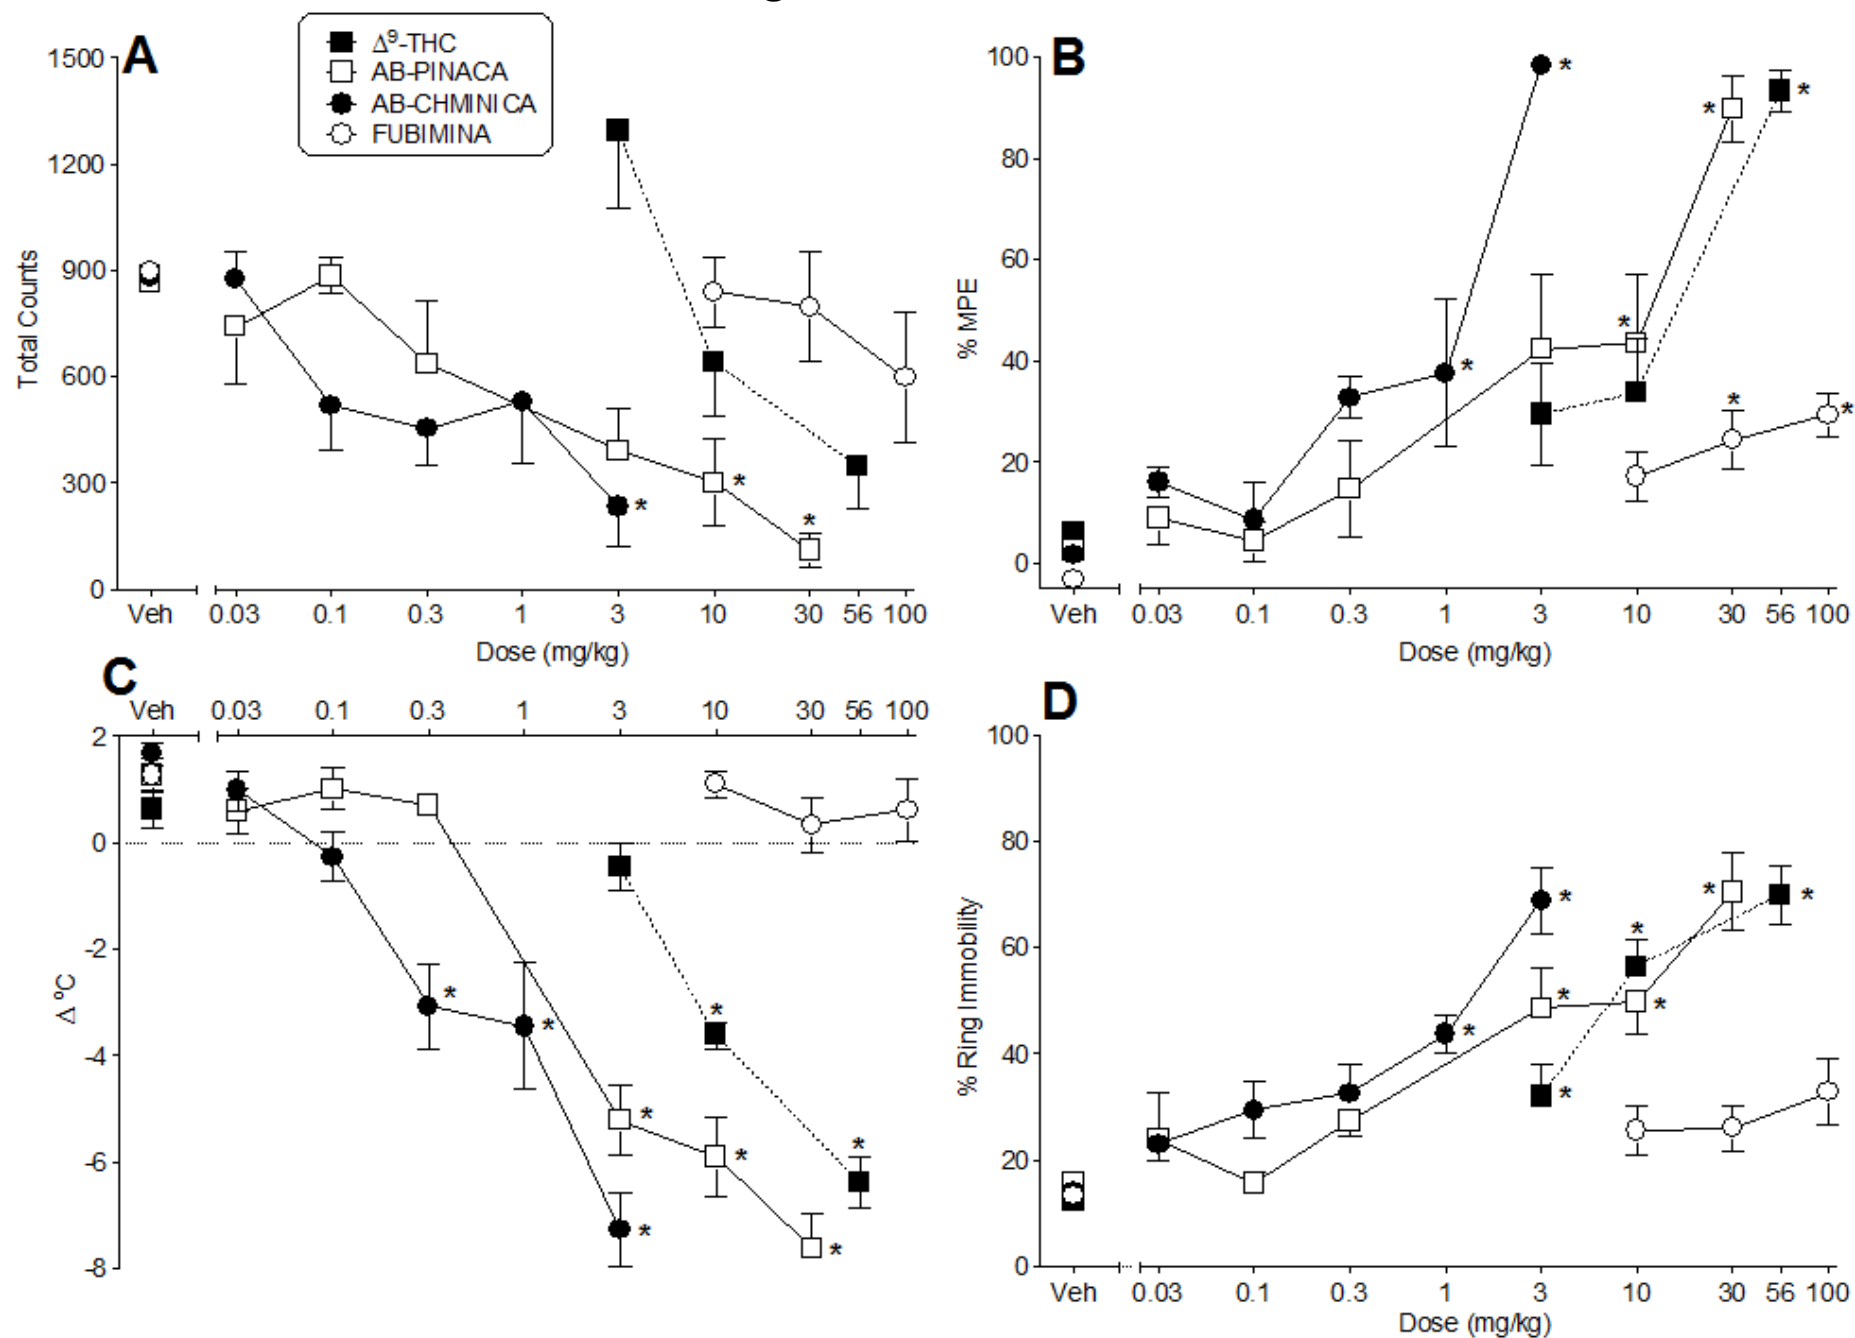 A
Δ⁹-THC
AB-PINACA
AB-CHMINICA
FUBIMINA
1500
1200
900
600
300
0
Total Counts
Veh 0.03 0.1 0.3 1 3 10 30 56 100
Dose (mg/kg)
* * *
B
100
80
60
40
20
0
% MPE
Veh 0.03 0.1 0.3 1 3 10 30 56 100
Dose (mg/kg)
* * * * * * *
C
Veh 0.03 0.1 0.3 1 3 10 30 56 100
2
0
-2
-4
-6
-8
Δ ºC
* * * * * * * *
D
100
80
60
40
20
0
% Ring Immobility
Veh 0.03 0.1 0.3 1 3 10 30 56 100
Dose (mg/kg)
* * * * * * * *